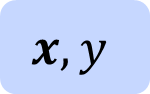 𝒙, 𝑦